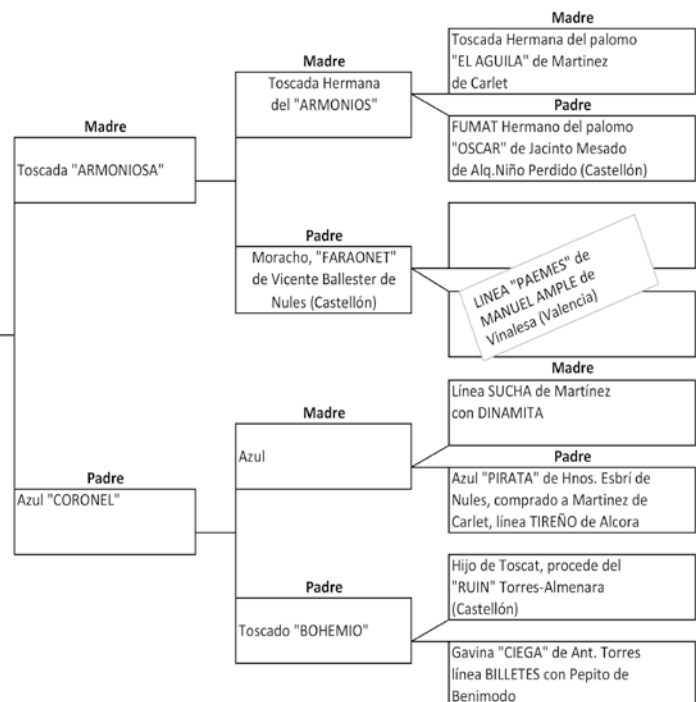 Madre
Toscada "ARMONIOSA"
Padre
Azul "CORONEL"
Madre
Toscada Hermana
del "ARMONIOS"
Padre
Moracho, "FARAONET"
de Vicente Ballester de
Nules (Castellón)
Madre
Azul
Padre
Toscado "BOHEMIO"
Madre
Toscada Hermana del palomo
"EL AGUILA" de Martinez
de Carlet
Padre
FUMAT Hermano del palomo
"OSCAR" de Jacinto Mesado
de Alq.Niño Perdido (Castellón)
LINEA "PAEMES" de
MANUEL AMPLE de
Vinalesa (Valencia)
Madre
Línea SUCHA de Martínez
con DINAMITA
Padre
Azul "PIRATA" de Hnos. Esbrí de
Nules, comprado a Martinez de
Carlet, línea TIREÑO de Alcora
Hijo de Toscat, procede del
"RUIN" Torres-Almenara
(Castellón)
Gavina "CIEGA" de Ant. Torres
línea BILLETES con Pepito de
Benimodo